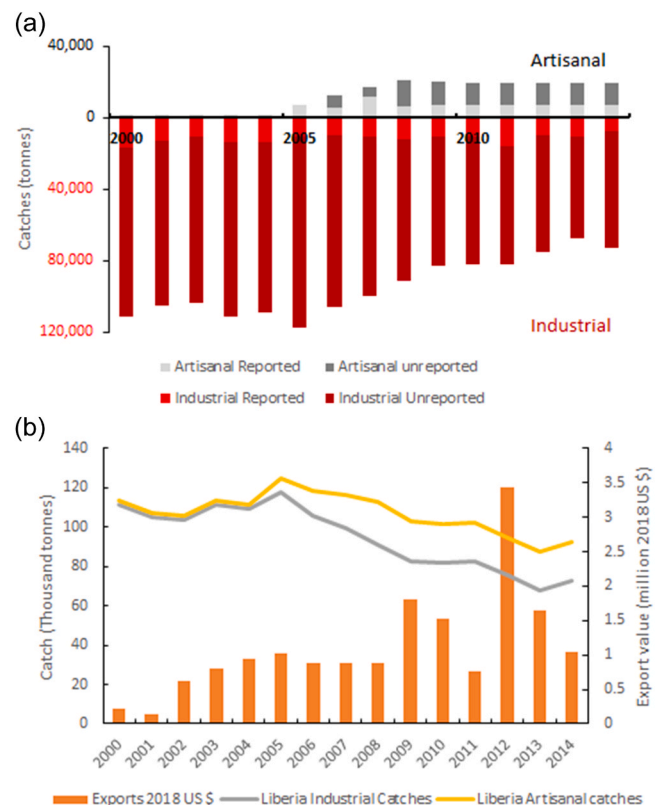 (a)
40,000
Artisanal
0
2000 2005 2010
40,000
80,000
120,000
Industrial
Catches (tonnes)
Artisanal Reported Artisanal unreported
Industrial Reported Industrial Unreported
(b)
140
120
100
80
60
40
20
0
Catch (Thousand tonnes)
4
3.5
3
2.5
2
1.5
1
0.5
0
Export value (million 2018 US $)
2000 2001 2002 2003 2004 2005 2006 2007 2008 2009 2010 2011 2012 2013 2014
Exports 2018 US $ Liberia Industrial Catches Liberia Artisanal catches